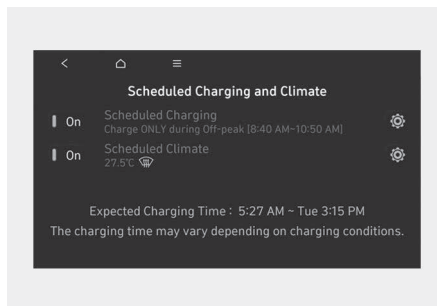 Scheduled Charging and Climate
On
Scheduled Charging
Charge ONLY during Off-peak [8:40 AM~10:50 AM]
On
Scheduled Climate
27.5°C
Expected Charging Time : 5:27 AM ~ Tue 3:15 PM
The charging time may vary depending on charging conditions.